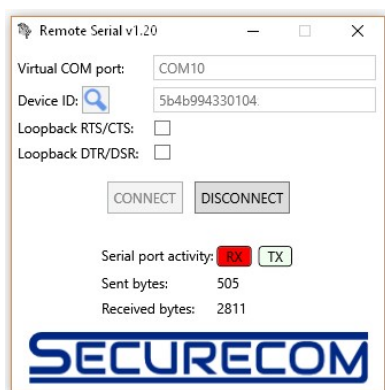 Remote Serial v1.20
Virtual COM port: COM10
Device ID: 5b4b994330104
Loopback RTS/CTS:
Loopback DTR/DSR:
CONNECT DISCONNECT
Serial port activity: RX TX
Sent bytes: 505
Received bytes: 2811
SECURECOM